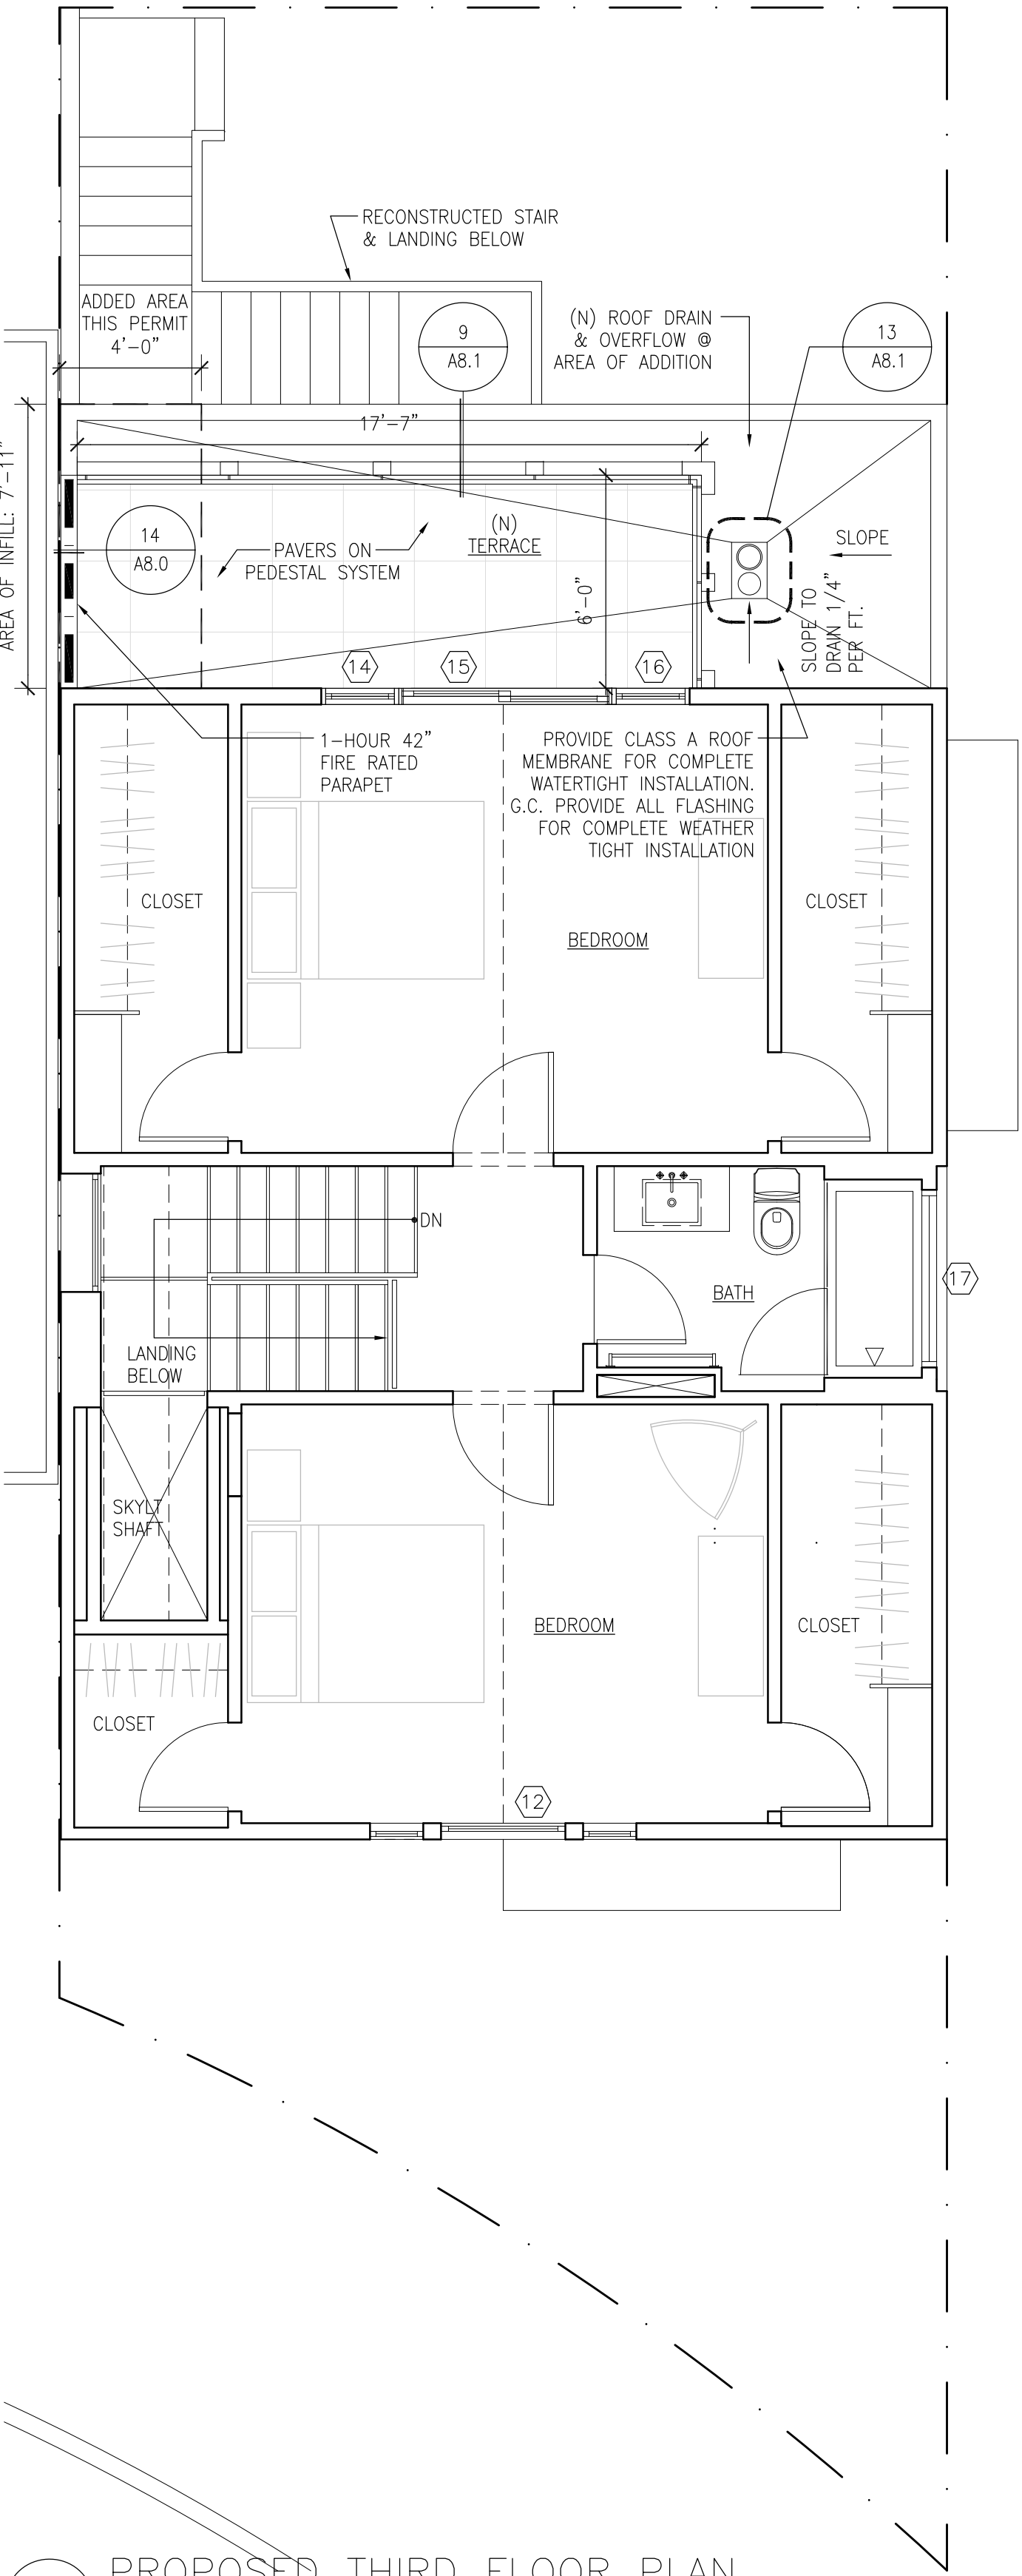 RECONSTRUCTED STAIR
& LANDING BELOW
ADDED AREA
THIS PERMIT
4'-0"
9
A8.1
(N) ROOF DRAIN
& OVERFLOW @
AREA OF ADDITION
13
A8.1
17'-7"
AREA OF INFILL: 7'-11"
14
A8.0
PAVERS ON
PEDESTAL SYSTEM
(N)
TERRACE
6'-0"
SLOPE
SLOPE TO
DRAIN 1/4"
PER FT.
14
15
16
1-HOUR 42"
FIRE RATED
PARAPET
PROVIDE CLASS A ROOF
MEMBRANE FOR COMPLETE
WATERTIGHT INSTALLATION.
G.C. PROVIDE ALL FLASHING
FOR COMPLETE WEATHER
TIGHT INSTALLATION
CLOSET
BEDROOM
CLOSET
DN
BATH
17
LANDING
BELOW
SKYLT
SHAFT
BEDROOM
CLOSET
CLOSET
12
PROPOSED THIRD FLOOR PLAN